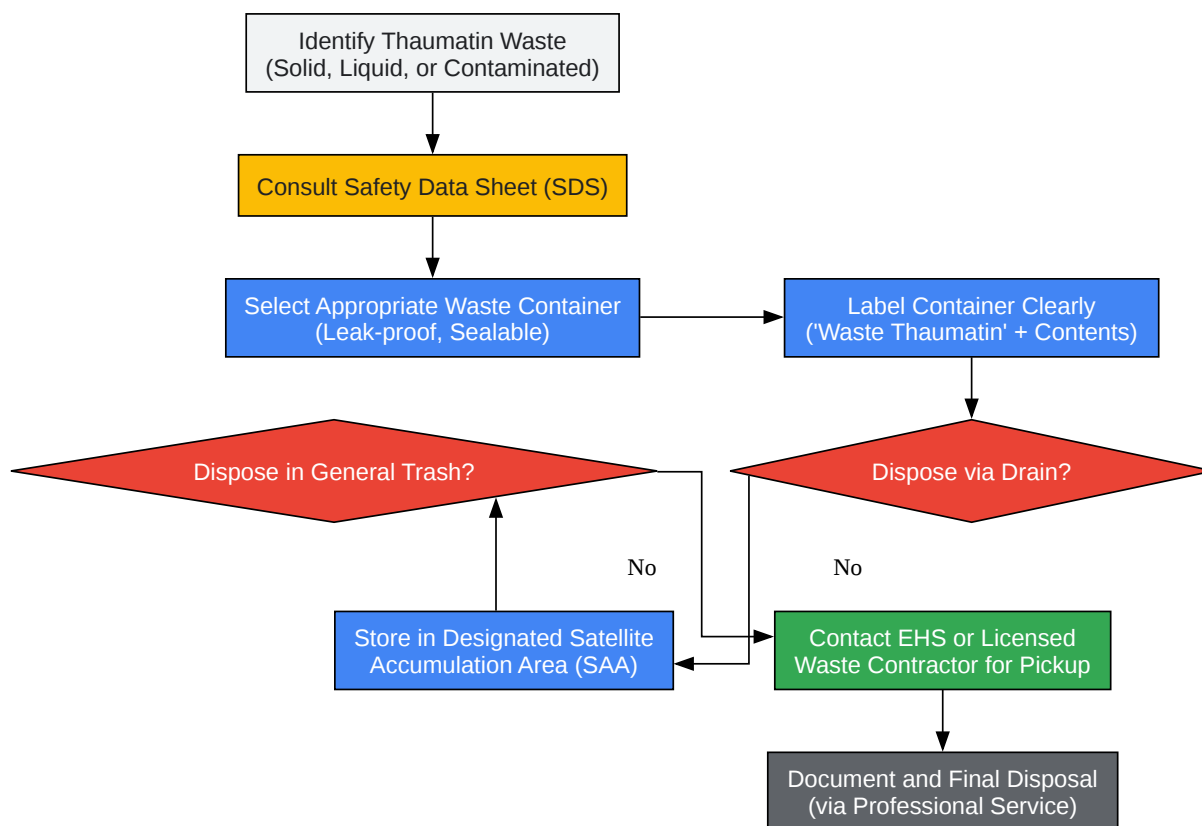 Identify Thaumatin Waste
(Solid, Liquid, or Contaminated)
Consult Safety Data Sheet (SDS)
Select Appropriate Waste Container
(Leak-proof, Sealable)
Label Container Clearly
('Waste Thaumatin' + Contents)
Dispose in General Trash?
Dispose via Drain?
No
No
Store in Designated Satellite
Accumulation Area (SAA)
Contact EHS or Licensed
Waste Contractor for Pickup
Document and Final Disposal
(via Professional Service)